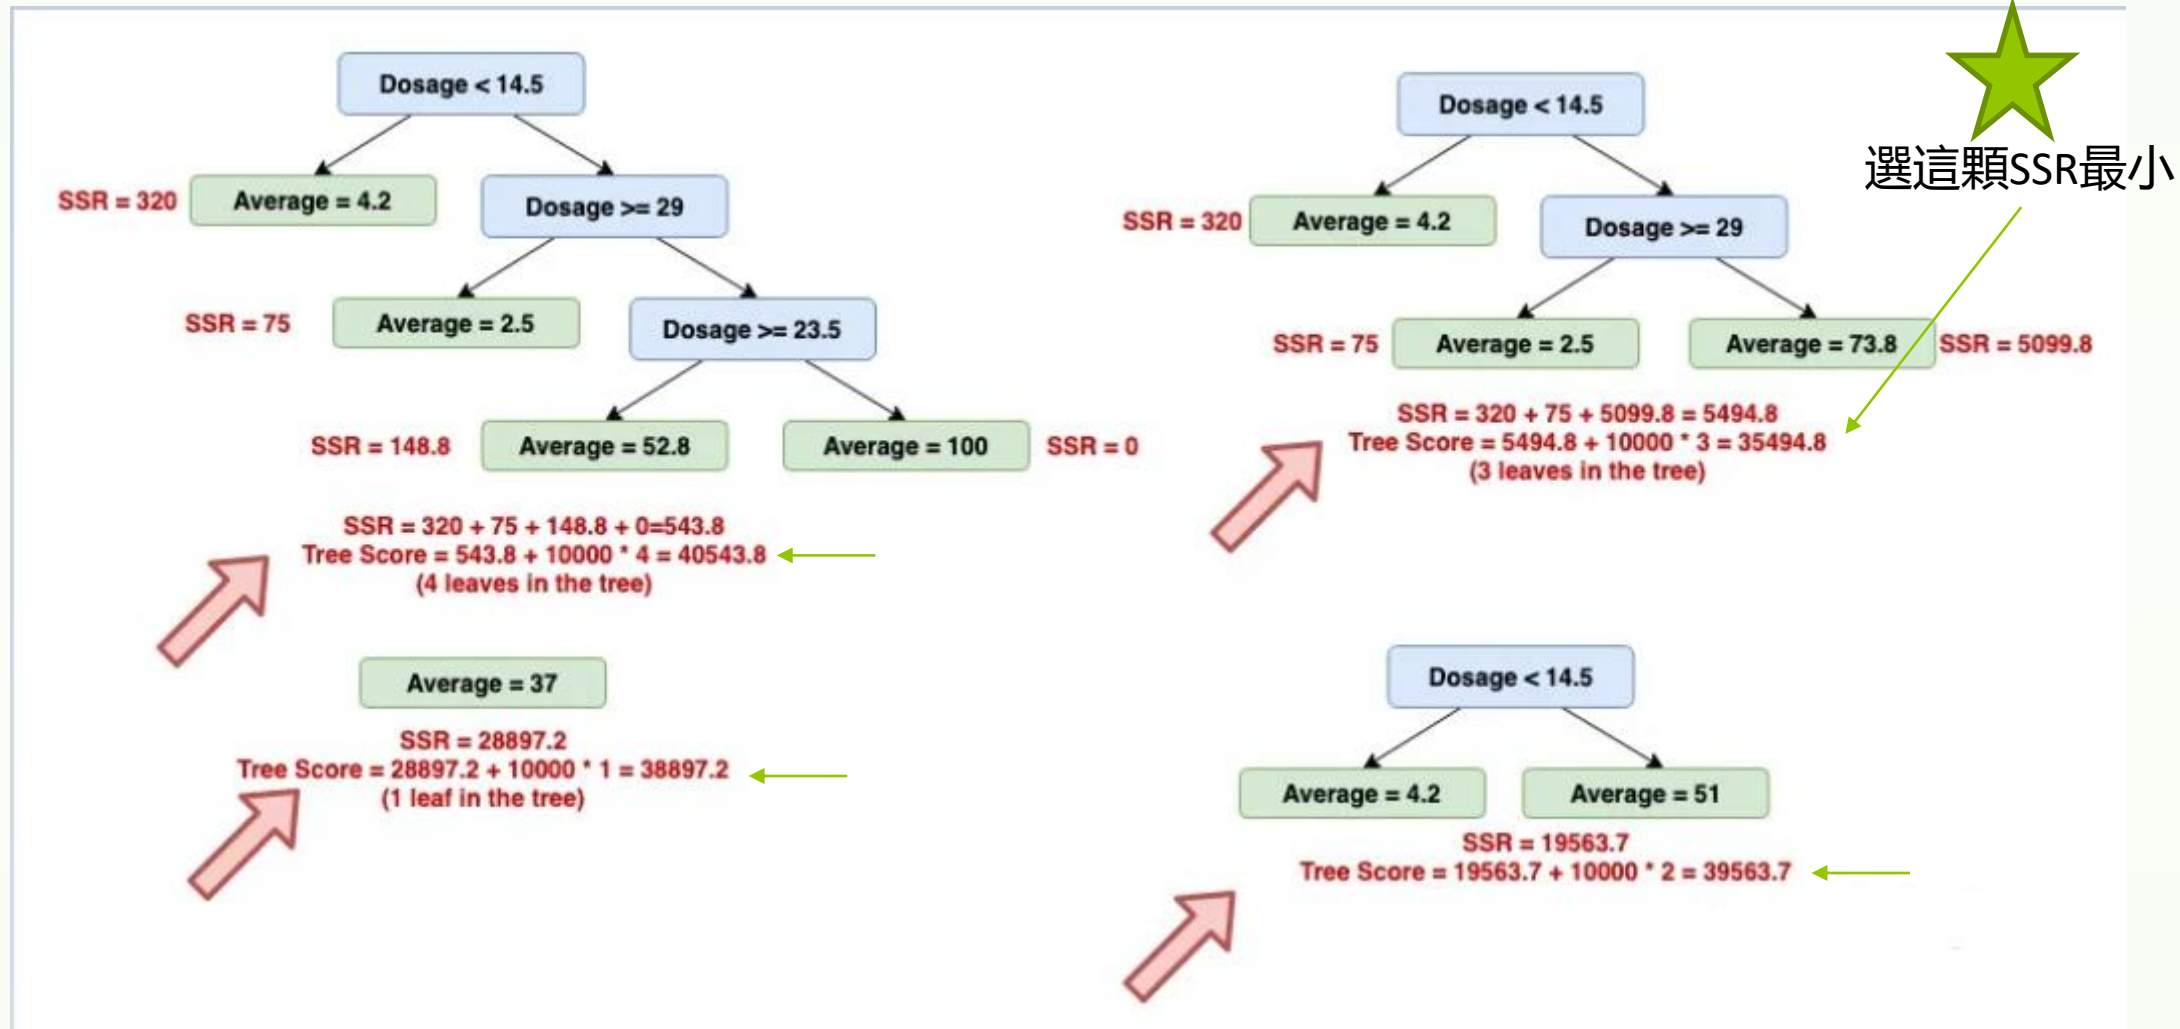 Dosage < 14.5
SSR = 320
Average = 4.2
Dosage >= 29
SSR = 75
Average = 2.5
Dosage >= 23.5
SSR = 148.8
Average = 52.8
Average = 100
SSR = 0
SSR = 320 + 75 + 148.8 + 0=543.8
Tree Score = 543.8 + 10000 * 4 = 40543.8
(4 leaves in the tree)
選這顆SSR最小
Dosage < 14.5
SSR = 320
Average = 4.2
Dosage >= 29
SSR = 75
Average = 2.5
Average = 73.8
SSR = 5099.8
SSR = 320 + 75 + 5099.8 = 5494.8
Tree Score = 5494.8 + 10000 * 3 = 35494.8
(3 leaves in the tree)
Average = 37
SSR = 28897.2
Tree Score = 28897.2 + 10000 * 1 = 38897.2
(1 leaf in the tree)
Dosage < 14.5
Average = 4.2
Average = 51
SSR = 19563.7
Tree Score = 19563.7 + 10000 * 2 = 39563.7